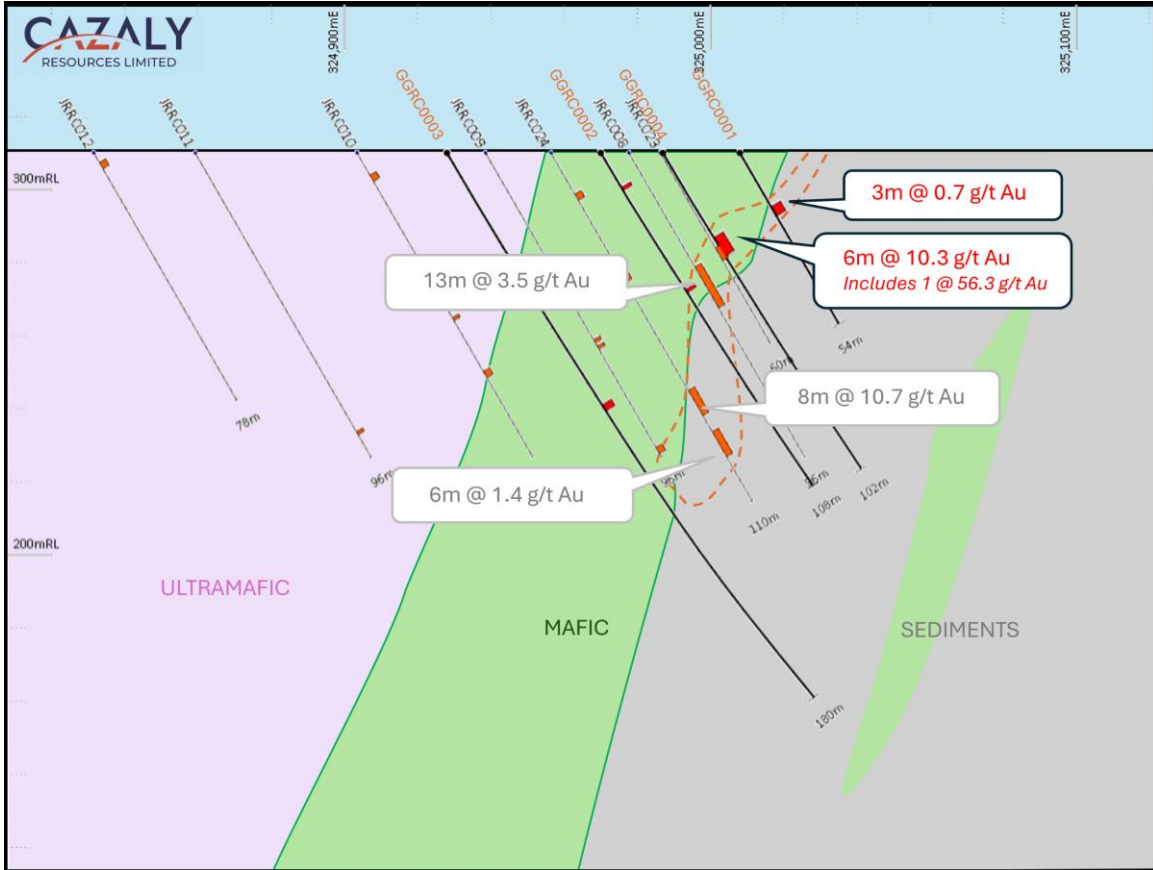 CAZALY
RESOURCES LIMITED
324,900mE
325,000mE
325,100mE
JRRC012
JRRC011
JRRC010
GGRC0003
JRRC009
JRRC024
GGRC0002
JRRC006
GGRC0004
JRRC023
GGRC0001
300mRL
3m @ 0.7 g/t Au
6m @ 10.3 g/t Au
Includes 1 @ 56.3 g/t Au
13m @ 3.5 g/t Au
54m
60m
8m @ 10.7 g/t Au
78m
96m
96m
6m @ 1.4 g/t Au
110m
108m
102m
200mRL
ULTRAMAFIC
MAFIC
SEDIMENTS
180m